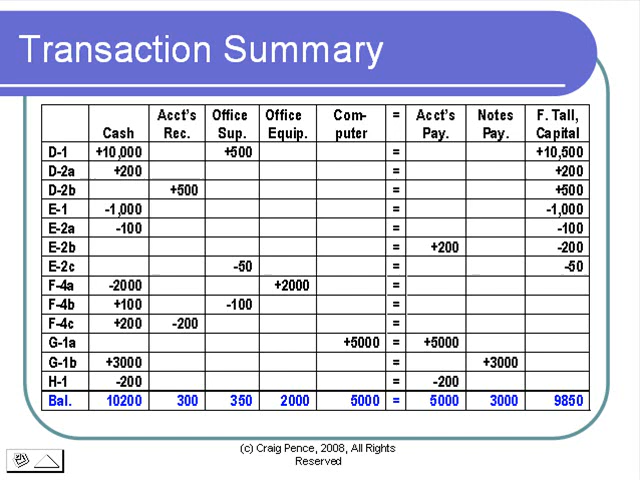 Transaction Summary
Acct's Office Office Com- = Acct's Notes F. Tall,
Cash Rec. Sup. Equip. puter Pay. Pay. Capital
D-1 +10,000 +500 = +10,500
D-2a +200 = +200
D-2b +500 = +500
E-1 -1,000 = -1,000
E-2a -100 = -100
E-2b = +200 -200
E-2c -50 = -50
F-4a -2000 +2000 =
F-4b +100 -100 =
F-4c +200 -200 =
G-1a +5000 = +5000
G-1b +3000 = +3000
H-1 -200 = -200
Bal. 10200 300 350 2000 5000 = 5000 3000 9850
(c) Craig Pence, 2008, All Rights
Reserved